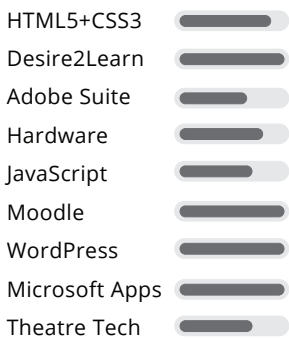 HTML5+CSS3
Desire2Learn
Adobe Suite
Hardware
JavaScript
Moodle
WordPress
Microsoft Apps
Theatre Tech